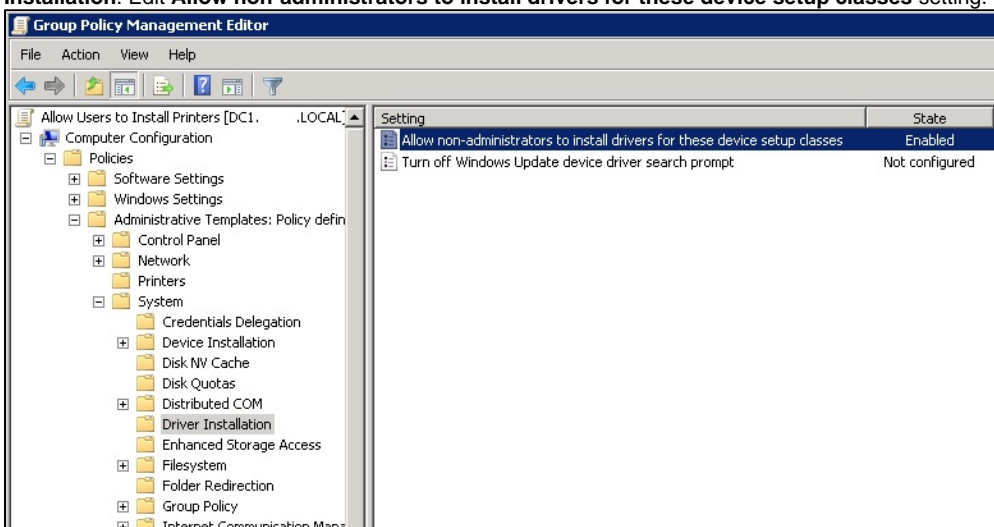 Installation. Edit Allow non-administrators to install drivers for these device setup classes setting.
Group Policy Management Editor
File Action View Help
Allow Users to Install Printers [DC1. .LOCAL]
Computer Configuration
Policies
Software Settings
Windows Settings
Administrative Templates: Policy defin
Control Panel
Network
Printers
System
Credentials Delegation
Device Installation
Disk NV Cache
Disk Quotas
Distributed COM
Driver Installation
Enhanced Storage Access
Filesystem
Folder Redirection
Group Policy
Internet Communication Mana
Setting State
Allow non-administrators to install drivers for these device setup classes Enabled
Turn off Windows Update device driver search prompt Not configured